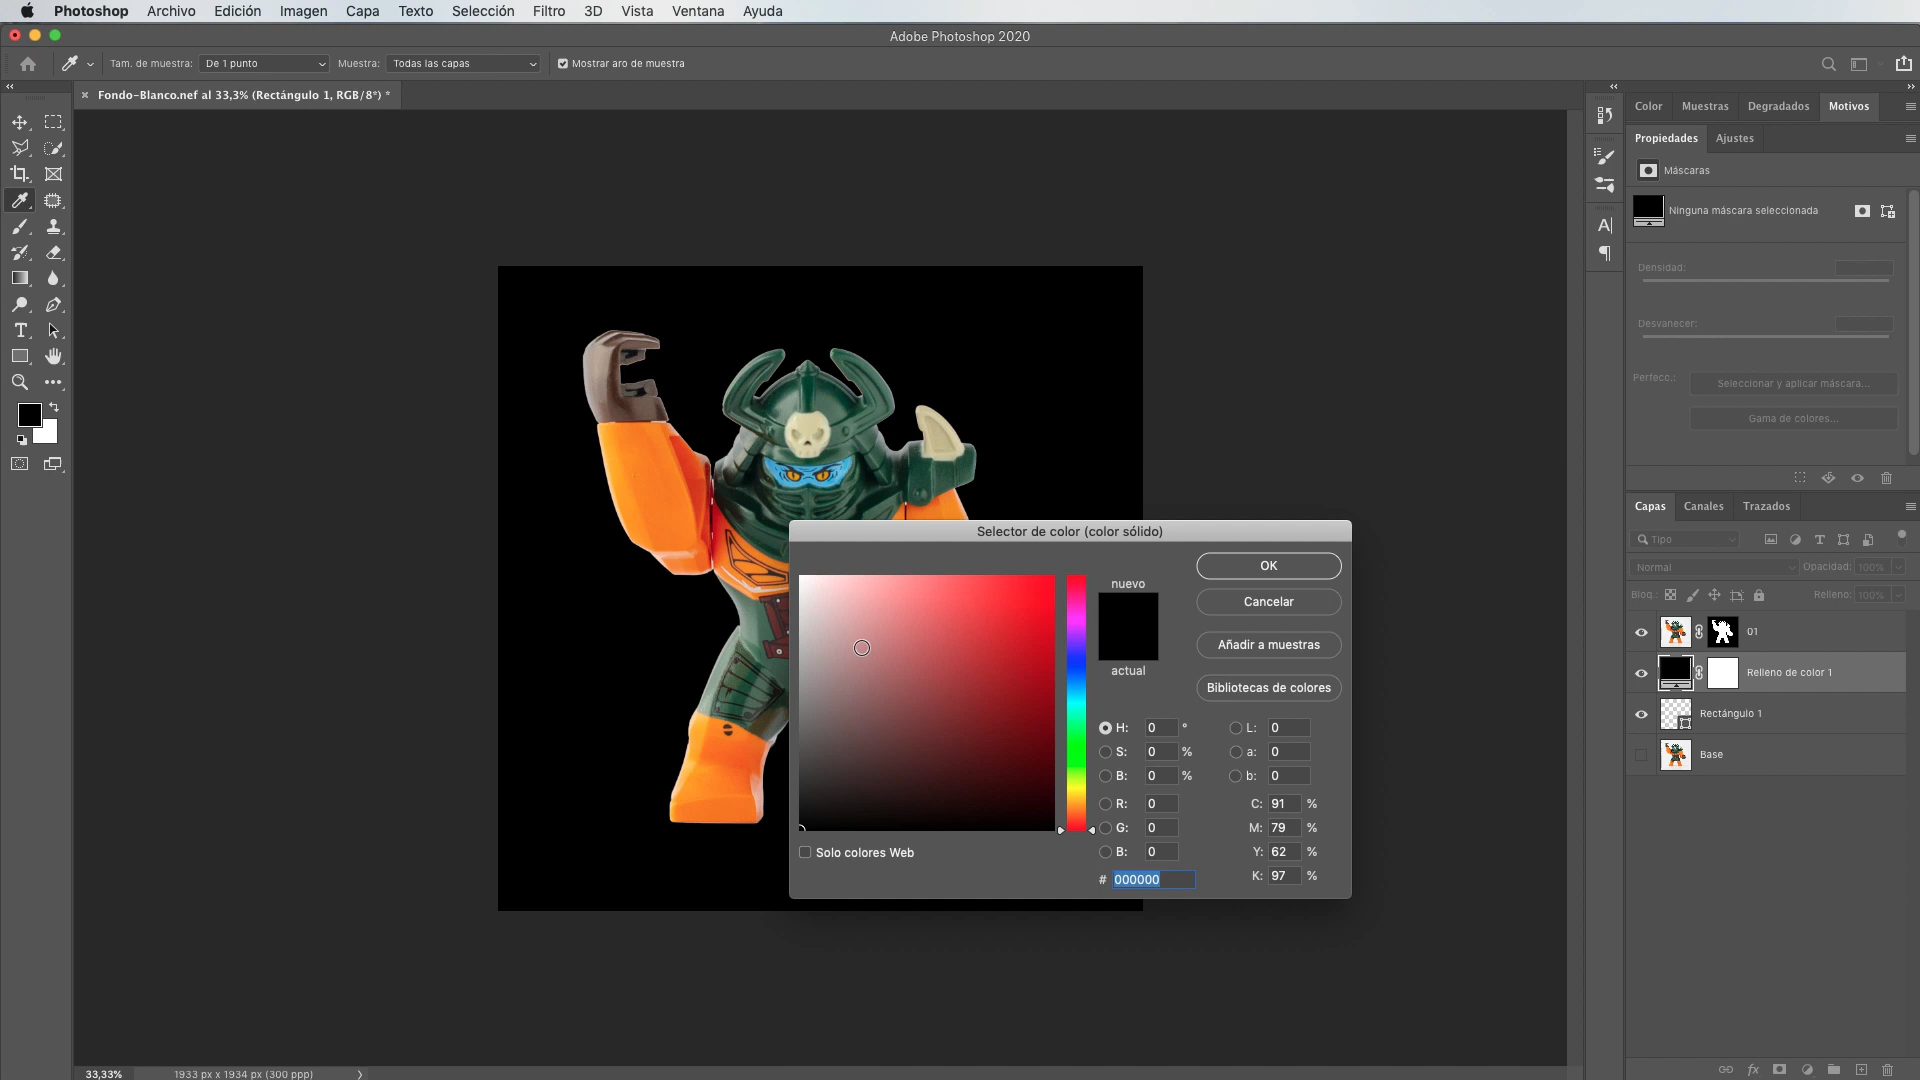 Photoshop Archivo Edición Imagen Capa Texto Selección Filtro 3D Vista Ventana Ayuda
Adobe Photoshop 2020
Tam. de muestra: De 1 punto Muestra: Todas las capas Mostrar aro de muestra
Fondo-Blanco.nef al 33,3% (Rectángulo 1, RGB/8*) *
Color Muestras Degradados Motivos
Propiedades Ajustes
Máscaras
Ninguna máscara seleccionada
Densidad:
Desvanecer:
Perfecc.: Seleccionar y aplicar máscara...
Gama de colores...
Capas Canales Trazados
Tipo
Normal Opacidad: 100%
Bloq.: Relleno: 100%
01
Relleno de color 1
Rectángulo 1
Base
Selector de color (color sólido)
nuevo
actual
OK
Cancelar
Añadir a muestras
Bibliotecas de colores
H: 0 ° L: 0
S: 0 % a: 0
B: 0 % b: 0
R: 0 C: 91 %
G: 0 M: 79 %
B: 0 Y: 62 %
# 000000 K: 97 %
Solo colores Web
33,33% 1933 px x 1934 px (300 ppp)